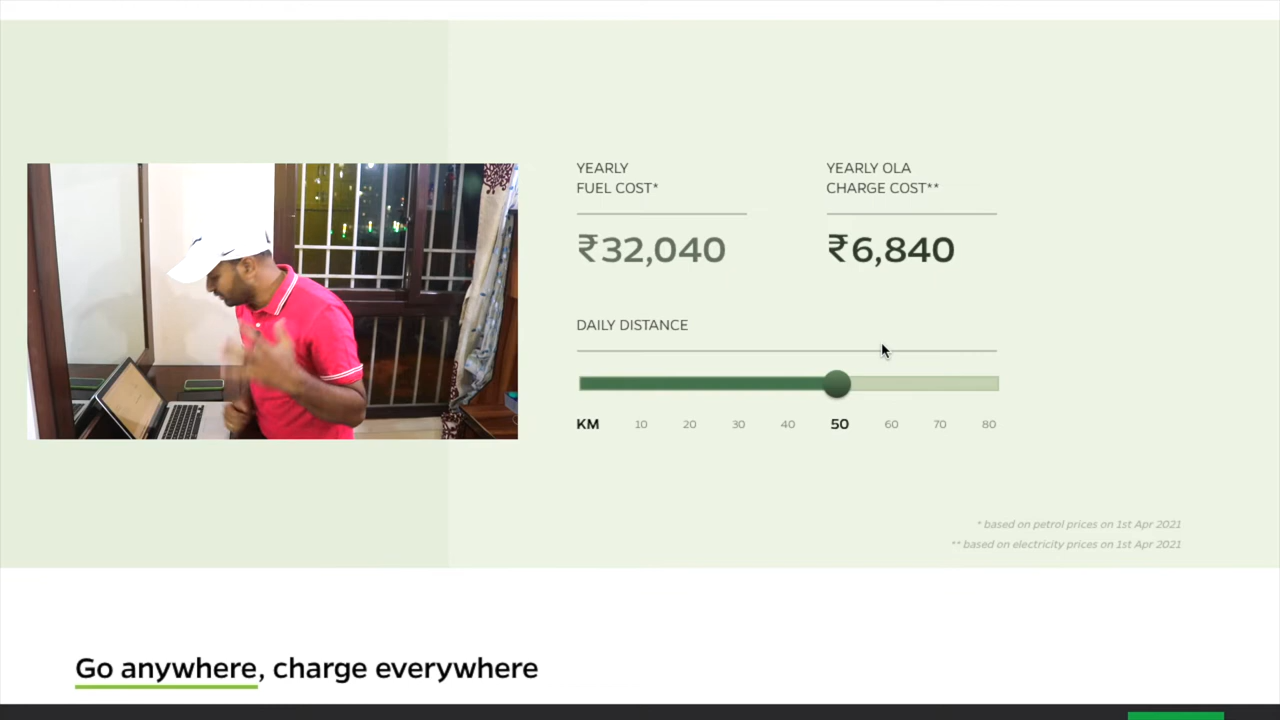 YEARLY
FUEL COST*
YEARLY OLA
CHARGE COST**
₹32,040
₹6,840
DAILY DISTANCE
KM 10 20 30 40 50 60 70 80
* based on petrol prices on 1st Apr 2021
** based on electricity prices on 1st Apr 2021
Go anywhere, charge everywhere